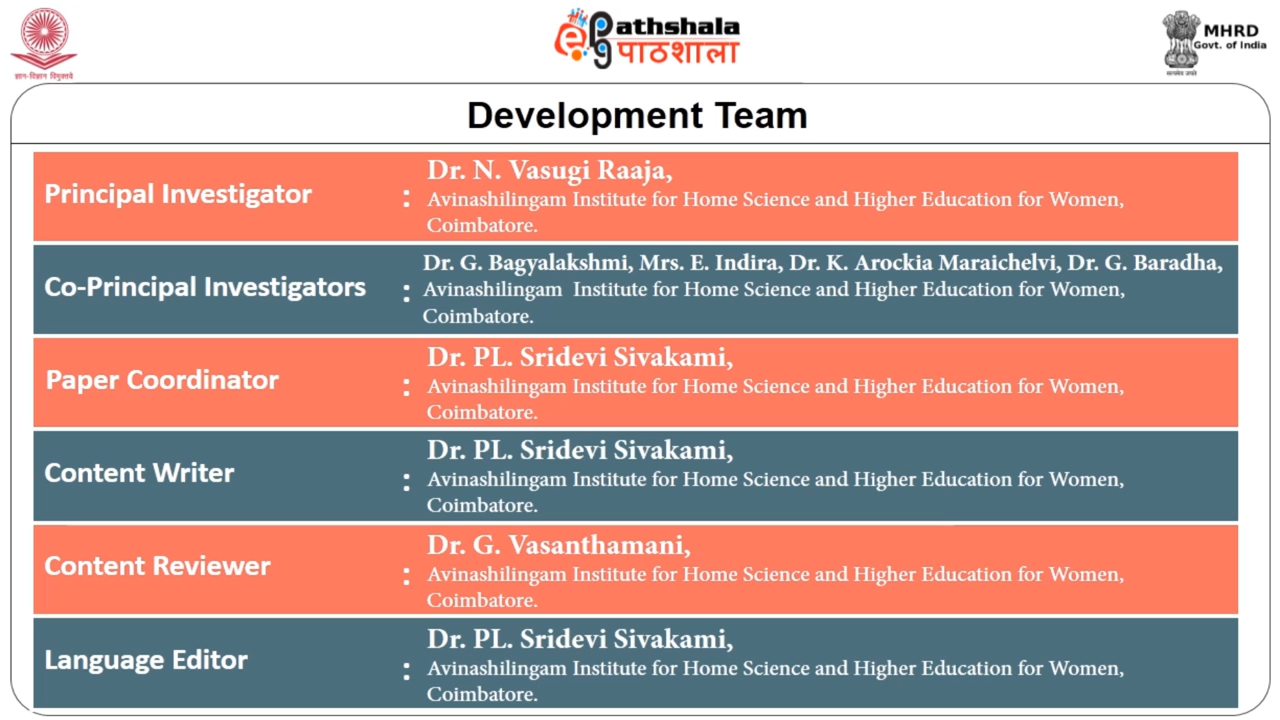 ज्ञान-विज्ञान विमुक्तये
ePathshala
पाठशाला
MHRD
Govt. of India
सत्यमेव जयते
Development Team
Principal Investigator
:
Dr. N. Vasugi Raaja,
Avinashilingam Institute for Home Science and Higher Education for Women,
Coimbatore.
Co-Principal Investigators
:
Dr. G. Bagyalakshmi, Mrs. E. Indira, Dr. K. Arockia Maraichelvi, Dr. G. Baradha,
Avinashilingam Institute for Home Science and Higher Education for Women,
Coimbatore.
Paper Coordinator
:
Dr. PL. Sridevi Sivakami,
Avinashilingam Institute for Home Science and Higher Education for Women,
Coimbatore.
Content Writer
:
Dr. PL. Sridevi Sivakami,
Avinashilingam Institute for Home Science and Higher Education for Women,
Coimbatore.
Content Reviewer
:
Dr. G. Vasanthamani,
Avinashilingam Institute for Home Science and Higher Education for Women,
Coimbatore.
Language Editor
:
Dr. PL. Sridevi Sivakami,
Avinashilingam Institute for Home Science and Higher Education for Women,
Coimbatore.